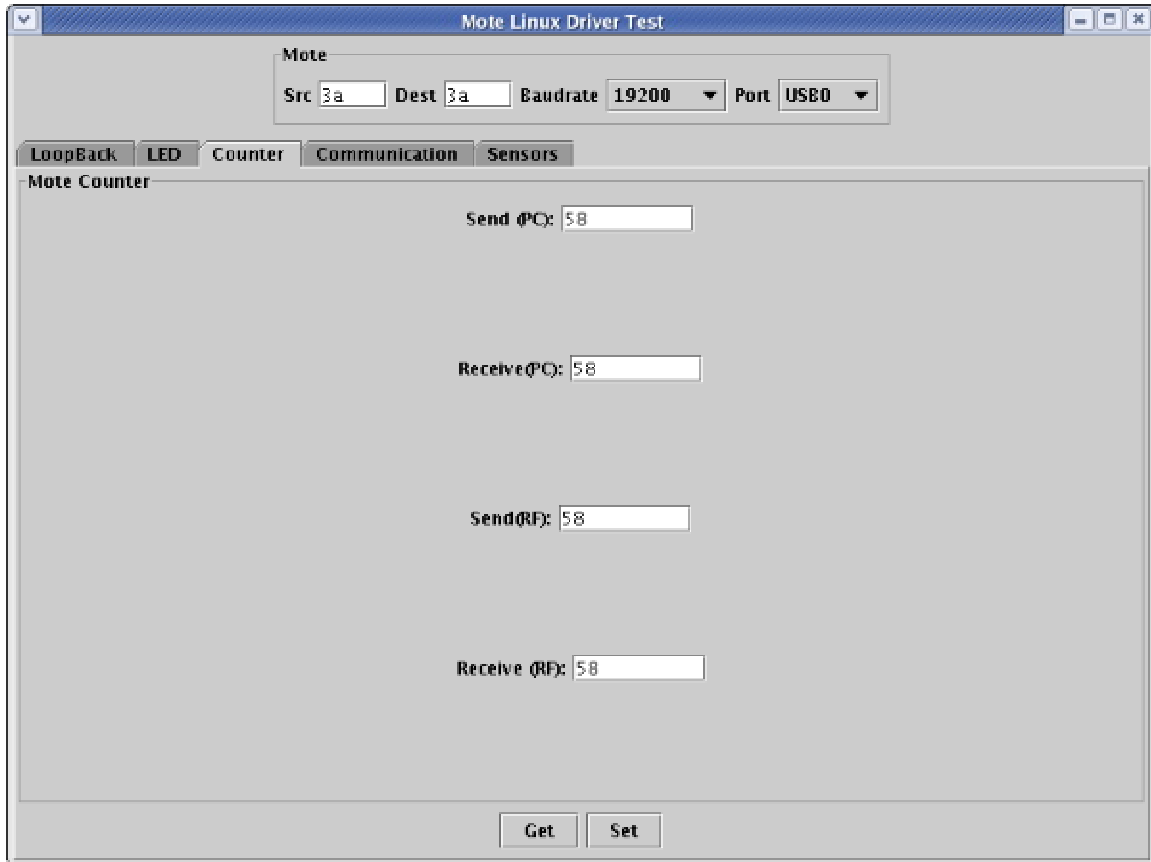 Mote Linux Driver Test
Mote
Src 3a Dest 3a Baudrate 19200 Port USB0
LoopBack LED Counter Communication Sensors
Mote Counter
Send (PC): 58
Receive(PC): 58
Send(RF): 58
Receive (RF): 58
Get Set